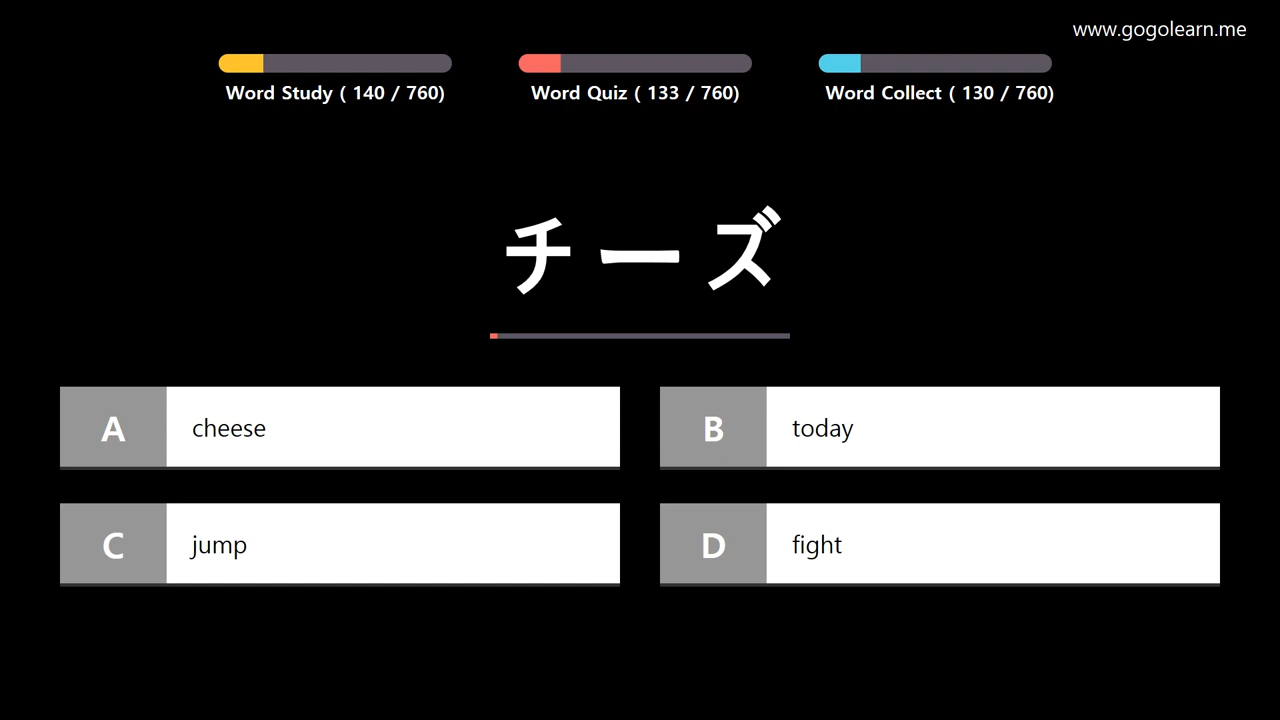 www.gogolearn.me
Word Study ( 140 / 760)
Word Quiz ( 133 / 760)
Word Collect ( 130 / 760)
チーズ
A cheese
B today
C jump
D fight